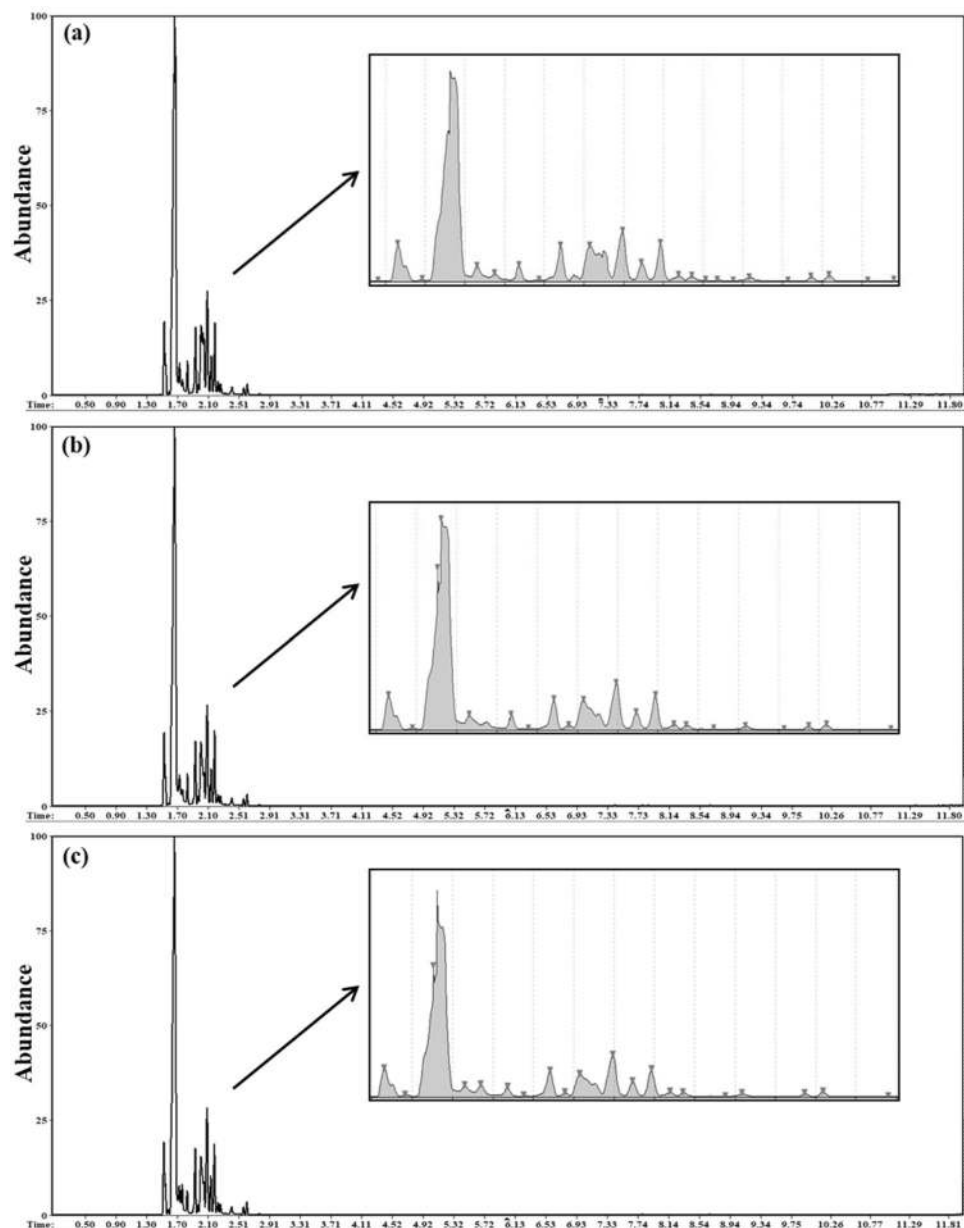 (a)
Abundance
100
75
50
25
0
Time: 0.50 0.90 1.30 1.70 2.10 2.51 2.91 3.31 3.71 4.11 4.52 4.92 5.32 5.72 6.13 6.53 6.93 7.33 7.74 8.14 8.54 8.94 9.34 9.74 10.26 10.77 11.29 11.80
(b)
Abundance
100
75
50
25
0
Time: 0.50 0.90 1.30 1.70 2.10 2.51 2.91 3.31 3.71 4.11 4.52 4.92 5.32 5.72 6.13 6.53 6.93 7.33 7.73 8.14 8.54 8.94 9.34 9.75 10.26 10.77 11.29 11.80
(c)
Abundance
100
75
50
25
0
Time: 0.50 0.90 1.30 1.70 2.10 2.51 2.91 3.31 3.71 4.11 4.52 4.92 5.32 5.72 6.13 6.53 6.93 7.33 7.74 8.14 8.54 8.94 9.34 9.75 10.26 10.77 11.29 11.81